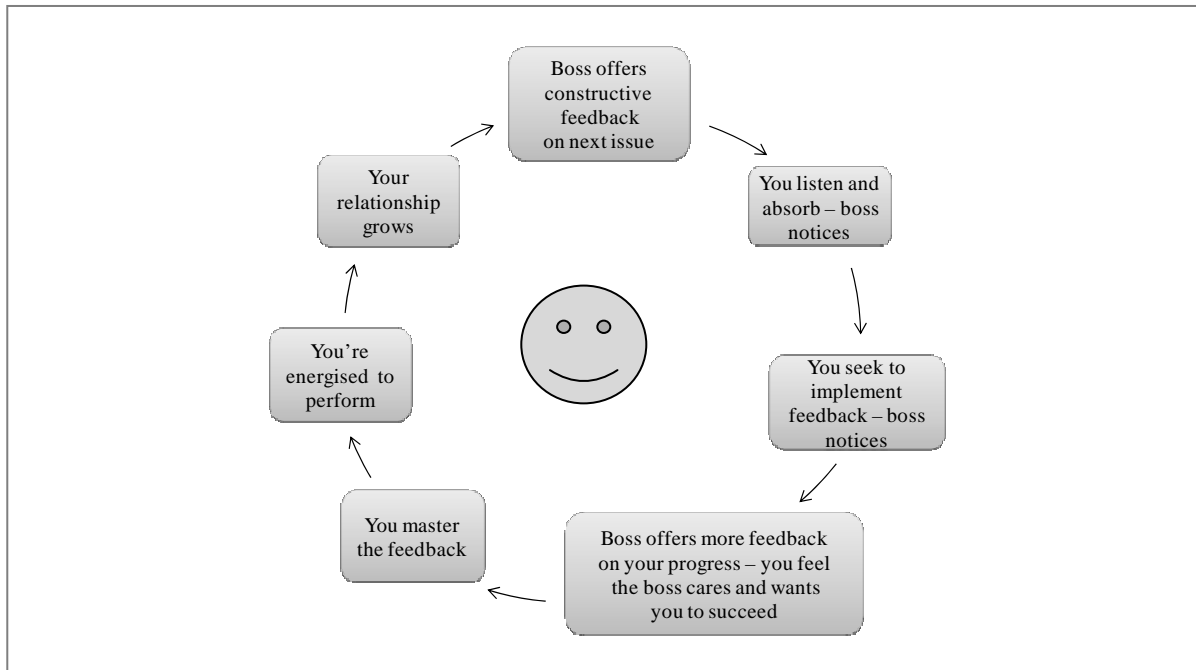 Boss offers
constructive
feedback
on next issue
You listen and
absorb – boss
notices
You seek to
implement
feedback – boss
notices
Boss offers more feedback
on your progress – you feel
the boss cares and wants
you to succeed
You master
the feedback
You’re
energised to
perform
Your
relationship
grows